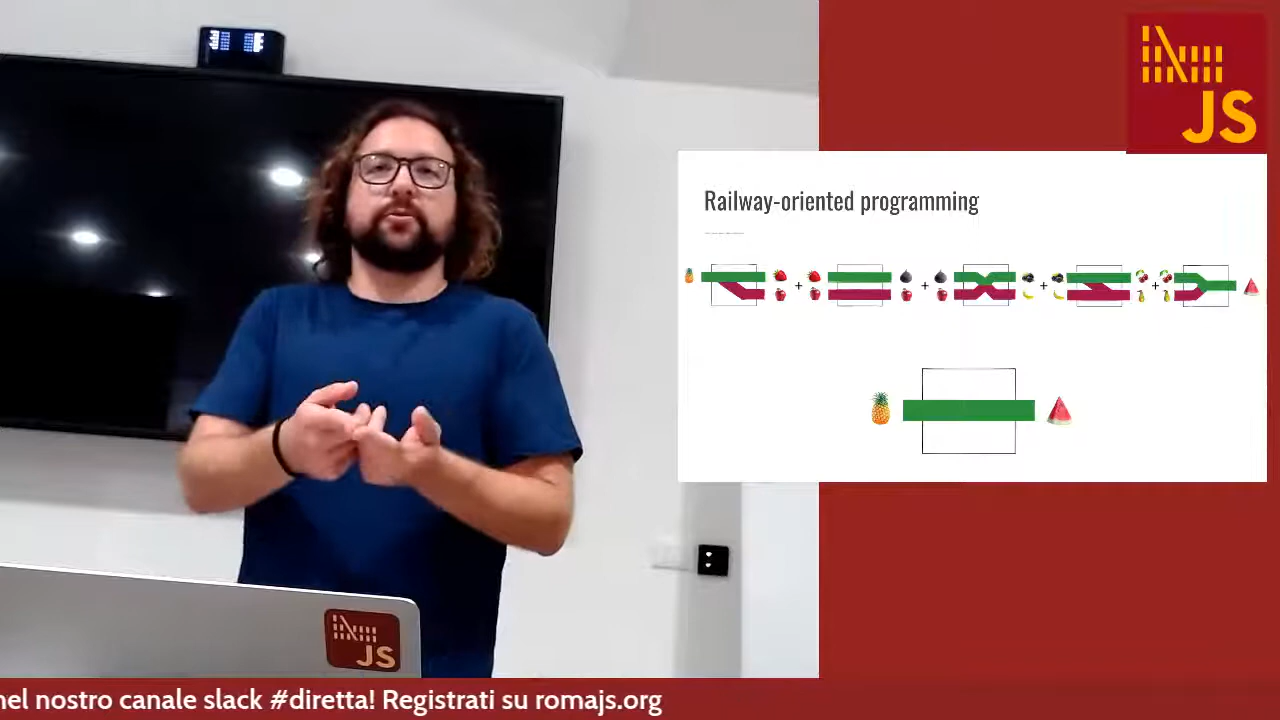 JS
Railway-oriented programming
+ + + +
JS
nel nostro canale slack #diretta! Registrati su romajs.org